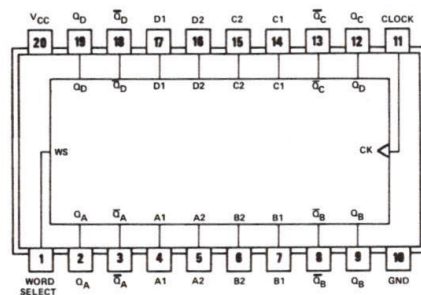 VCC QD Q̅D D1 D2 C2 C1 Q̅C QC CLOCK
20 19 18 17 16 15 14 13 12 11
QD Q̅D D1 D2 C2 C1 Q̅C QD
WS CK
QA Q̅A A1 A2 B2 B1 Q̅B QB
1 2 3 4 5 6 7 8 9 10
WORD SELECT QA Q̅A A1 A2 B2 B1 Q̅B QB GND